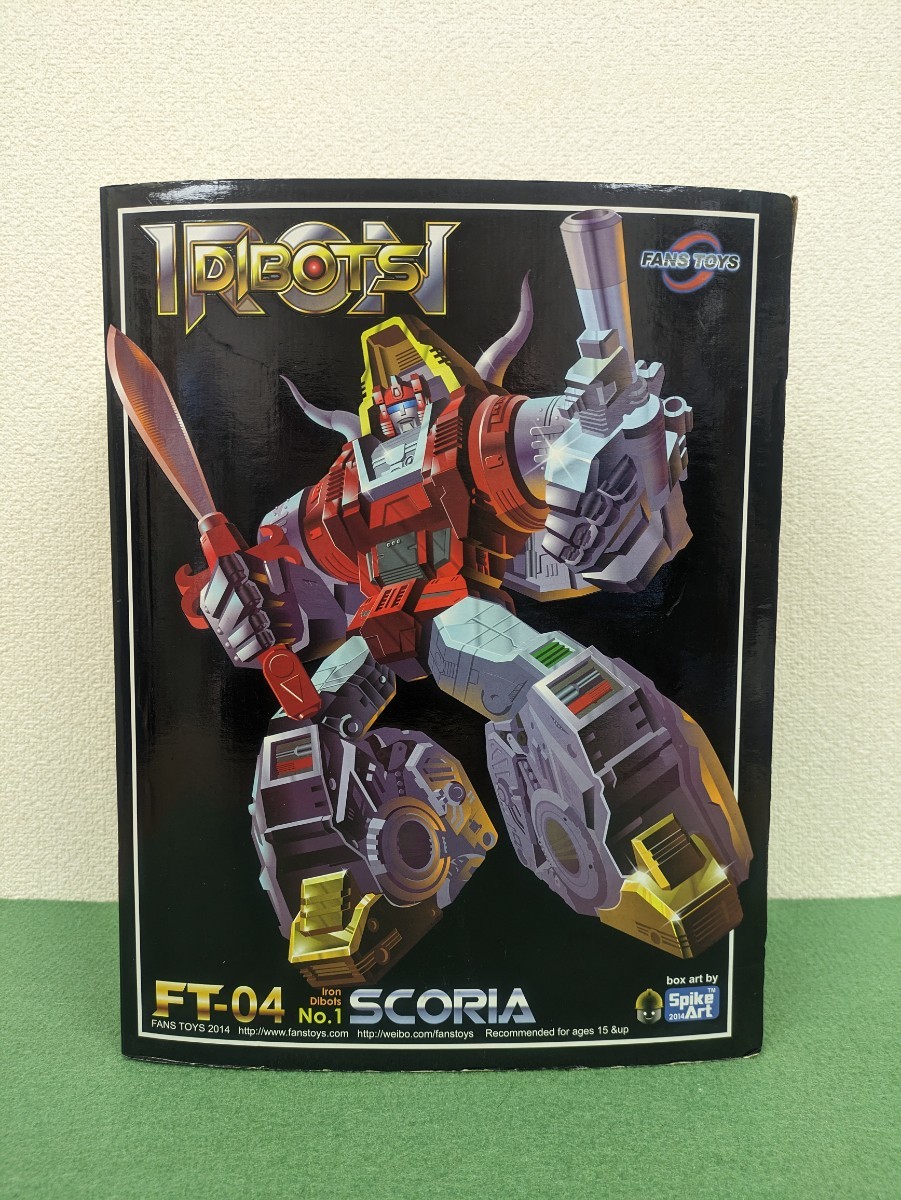 IRON
DIBOTS
FANS TOYS
FT-04 Iron Dibots No.1 SCORIA
box art by
Spike Art 2014 TM
FANS TOYS 2014 http://www.fanstoys.com http://weibo.com/fanstoys Recommended for ages 15 &up